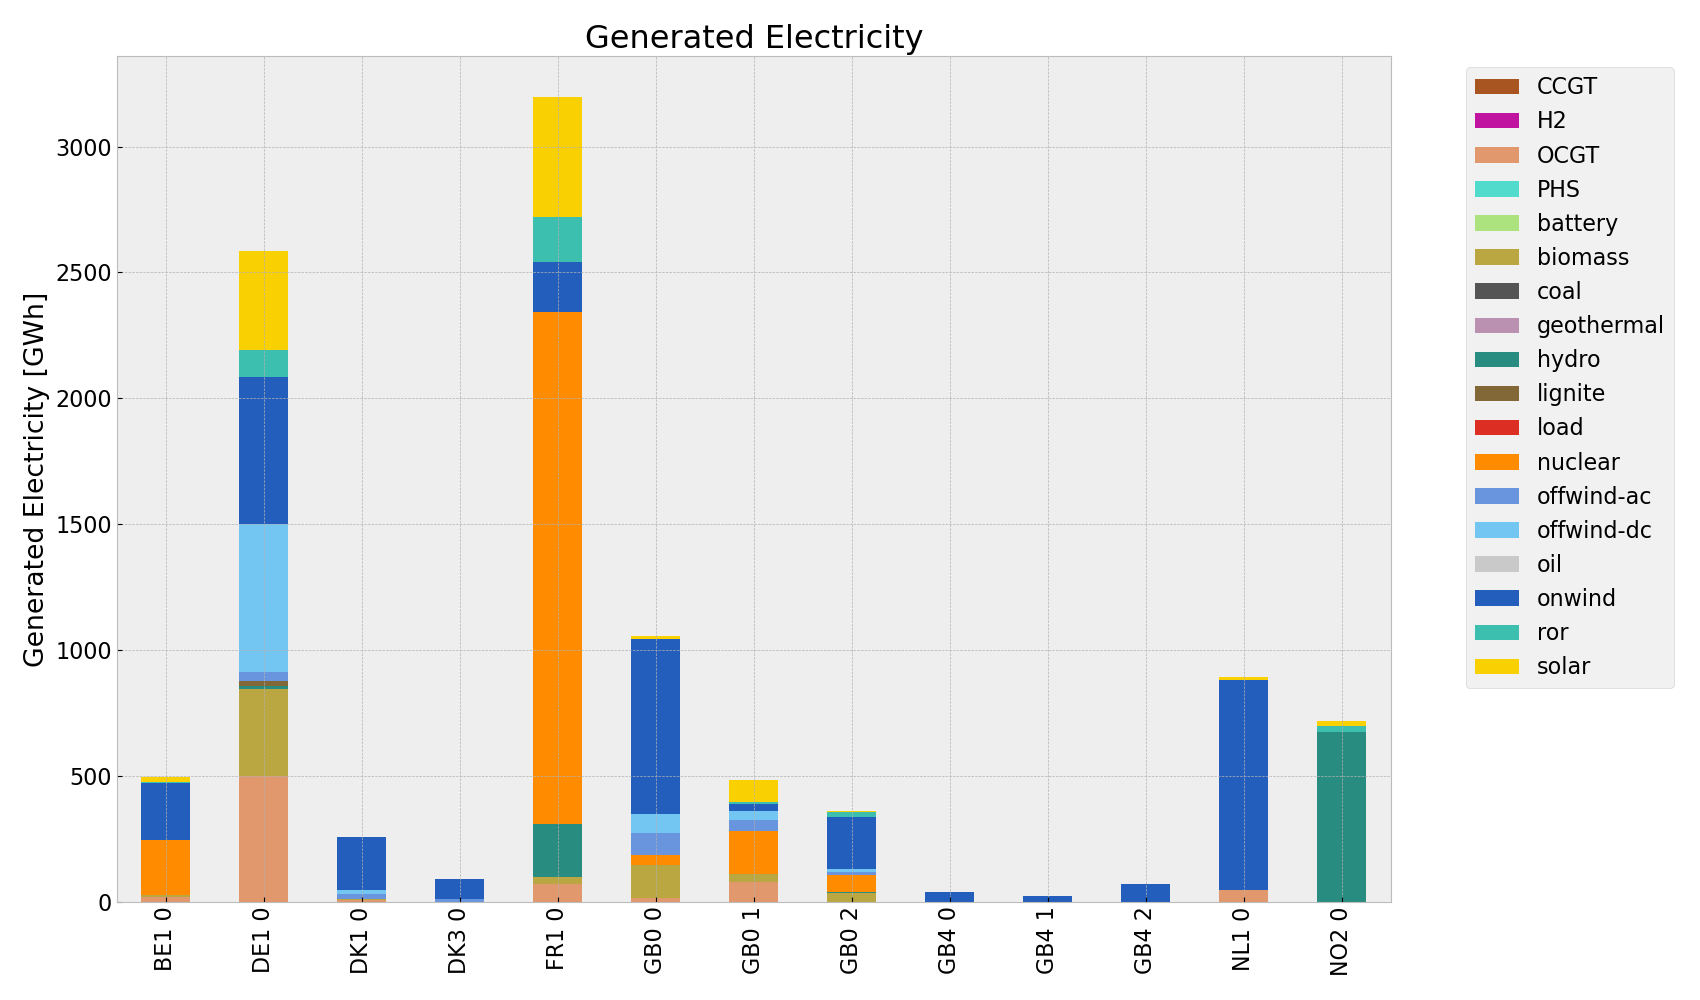 Generated Electricity
Generated Electricity [GWh]
3000
2500
2000
1500
1000
500
0
BE1 0
DE1 0
DK1 0
DK3 0
FR1 0
GB0 0
GB0 1
GB0 2
GB4 0
GB4 1
GB4 2
NL1 0
NO2 0
CCGT
H2
OCGT
PHS
battery
biomass
coal
geothermal
hydro
lignite
load
nuclear
offwind-ac
offwind-dc
oil
onwind
ror
solar